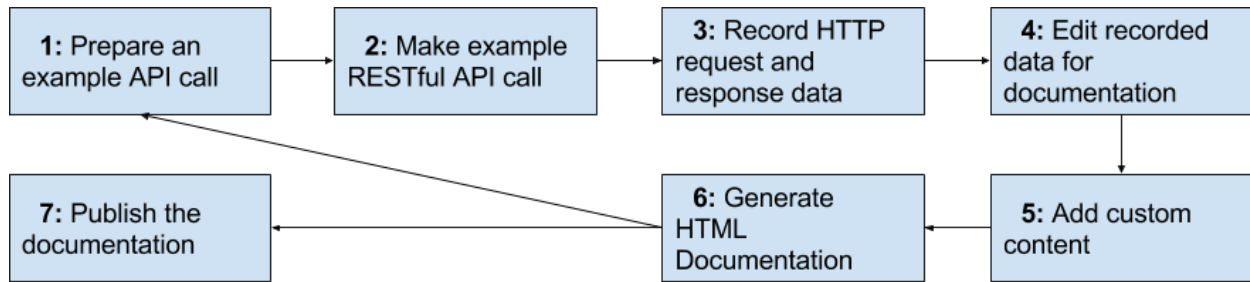 1: Prepare an
example API call
2: Make example
RESTful API call
3: Record HTTP
request and
response data
4: Edit recorded
data for
documentation
5: Add custom
content
6: Generate
HTML
Documentation
7: Publish the
documentation